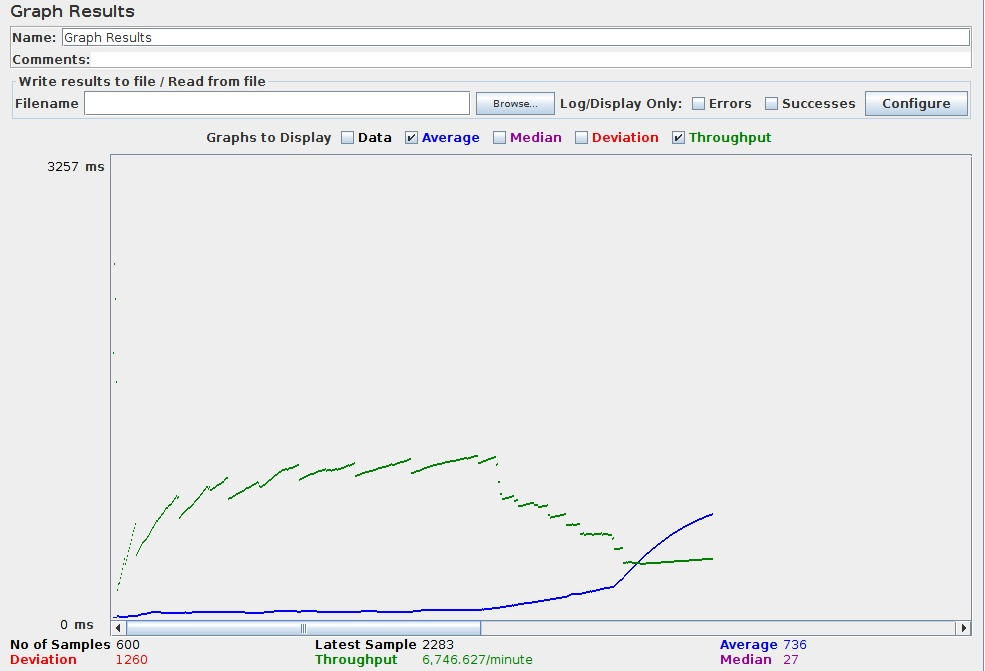 Graph Results
Name: Graph Results
Comments:
Write results to file / Read from file
Filename Browse... Log/Display Only: Errors Successes Configure
Graphs to Display Data Average Median Deviation Throughput
3257 ms
0 ms
No of Samples 600 Latest Sample 2283 Average 736
Deviation 1260 Throughput 6,746.627/minute Median 27